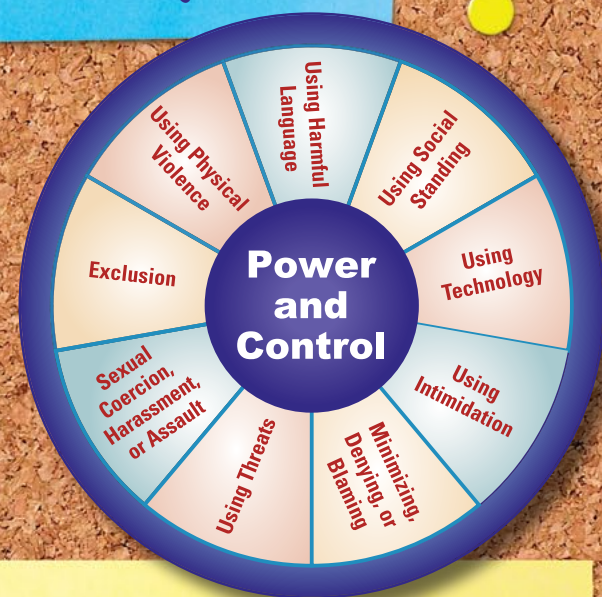 Power
and
Control
Using Harmful
Language
Using Social
Standing
Using
Technology
Using
Intimidation
Minimizing,
Denying, or
Blaming
Using Threats
Sexual
Coercion,
Harassment,
or Assault
Exclusion
Using Physical
Violence